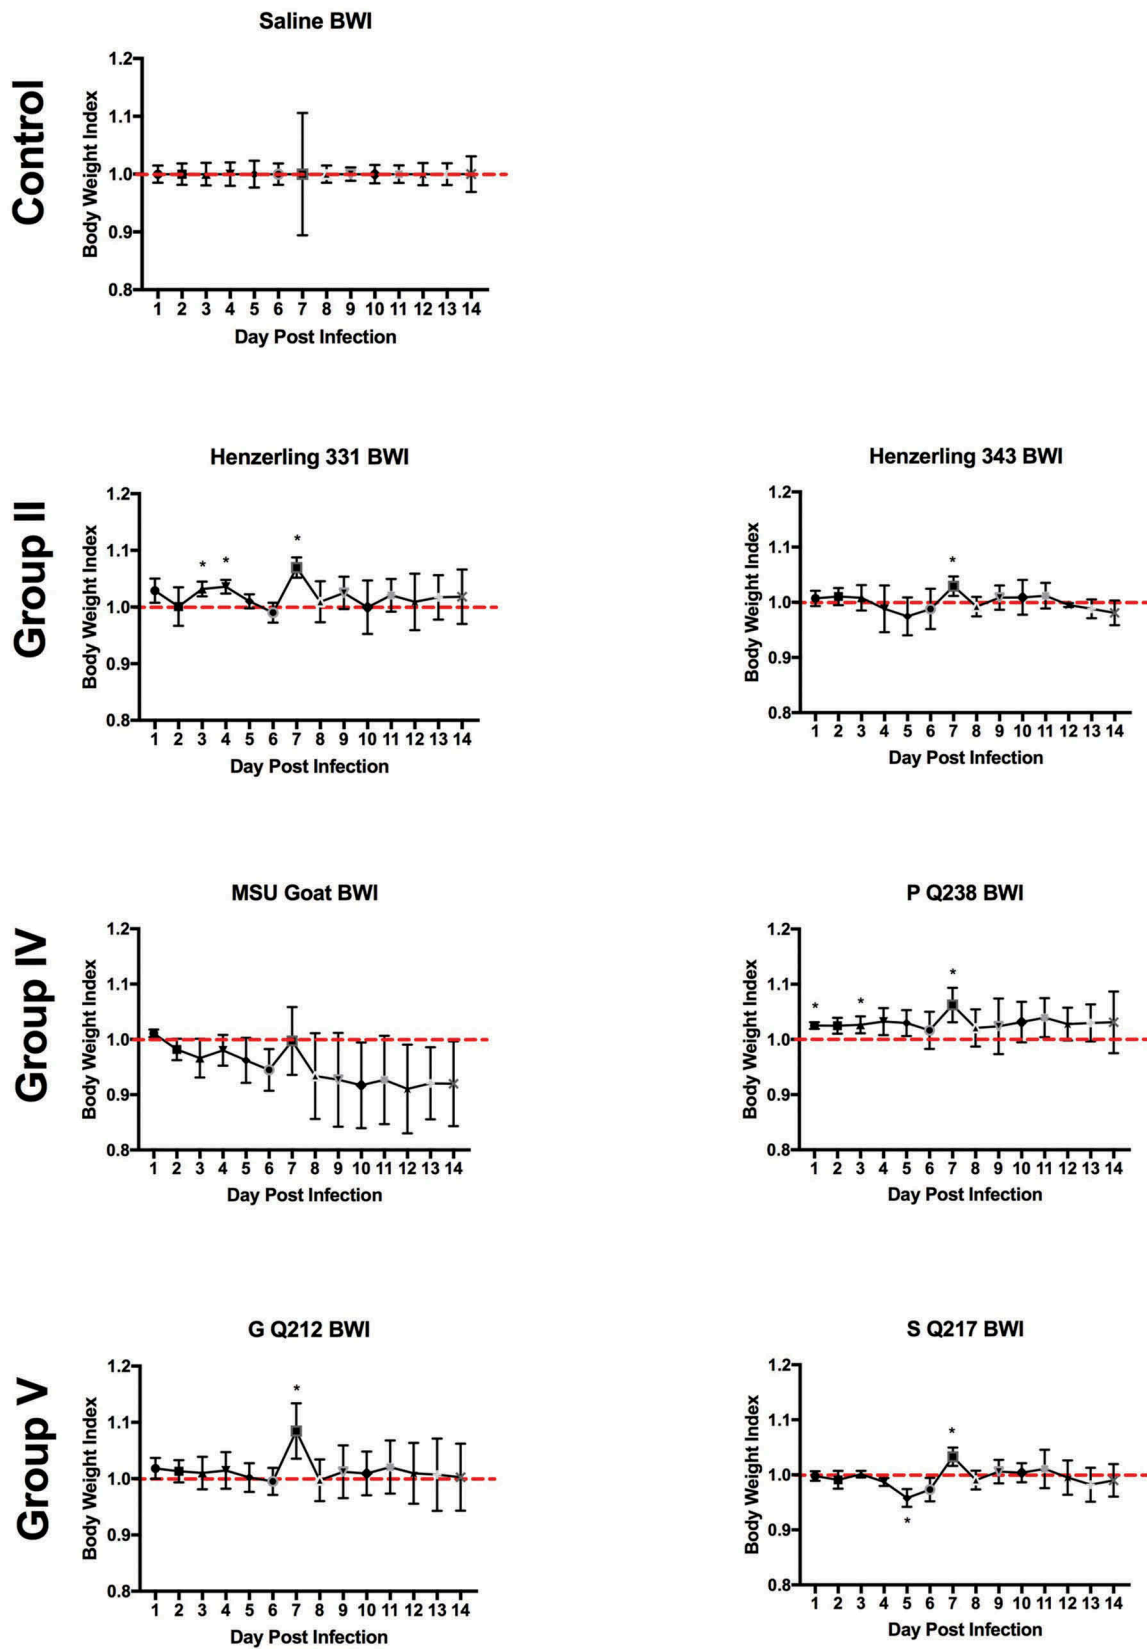 Saline BWI
Control
Body Weight Index
1.2
1.1
1.0
0.9
0.8
1 2 3 4 5 6 7 8 9 10 11 12 13 14
Day Post Infection
Group II
Henzerling 331 BWI
Body Weight Index
1.2
1.1
1.0
0.9
0.8
* * *
1 2 3 4 5 6 7 8 9 10 11 12 13 14
Day Post Infection
Henzerling 343 BWI
Body Weight Index
1.2
1.1
1.0
0.9
0.8
*
1 2 3 4 5 6 7 8 9 10 11 12 13 14
Day Post Infection
Group IV
MSU Goat BWI
Body Weight Index
1.2
1.1
1.0
0.9
0.8
1 2 3 4 5 6 7 8 9 10 11 12 13 14
Day Post Infection
P Q238 BWI
Body Weight Index
1.2
1.1
1.0
0.9
0.8
* * *
1 2 3 4 5 6 7 8 9 10 11 12 13 14
Day Post Infection
Group V
G Q212 BWI
Body Weight Index
1.2
1.1
1.0
0.9
0.8
*
1 2 3 4 5 6 7 8 9 10 11 12 13 14
Day Post Infection
S Q217 BWI
Body Weight Index
1.2
1.1
1.0
0.9
0.8
* *
1 2 3 4 5 6 7 8 9 10 11 12 13 14
Day Post Infection